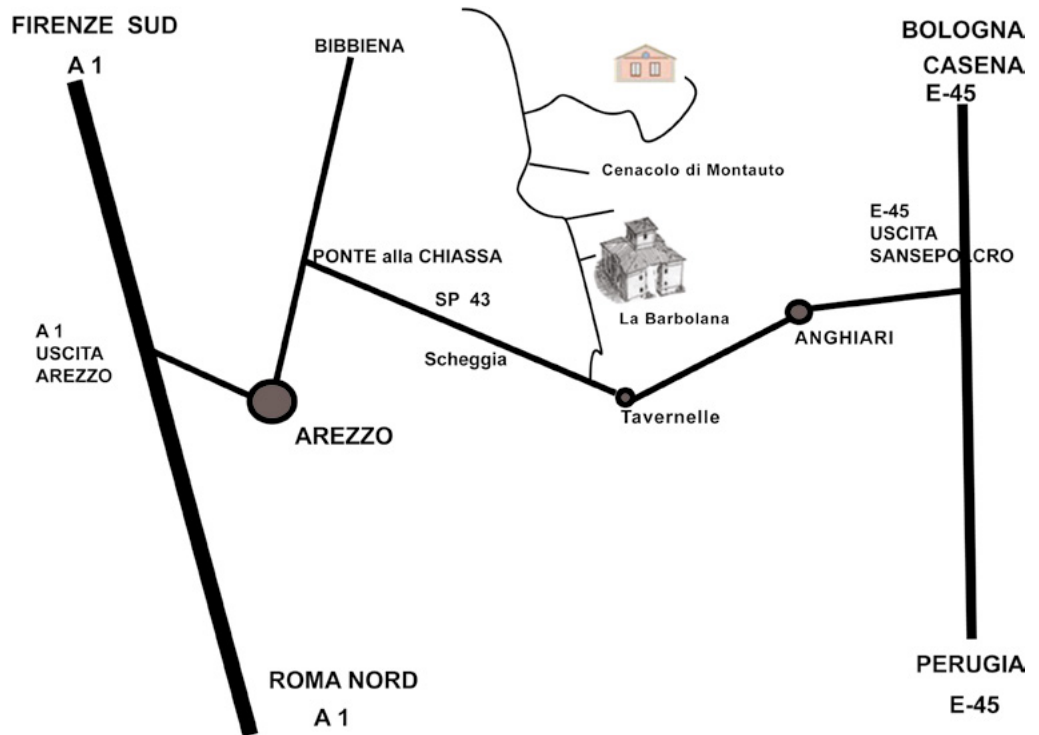 FIRENZE SUD
A 1
BIBBIENA
BOLOGNA
CASENA
E-45
Cenacolo di Montauto
E-45
USCITA
SANSEPOLCRO
PONTE alla CHIASSA
SP 43
La Barbolana
ANGHIARI
A 1
USCITA
AREZZO
Scheggia
Tavernelle
AREZZO
ROMA NORD
A 1
PERUGIA
E-45